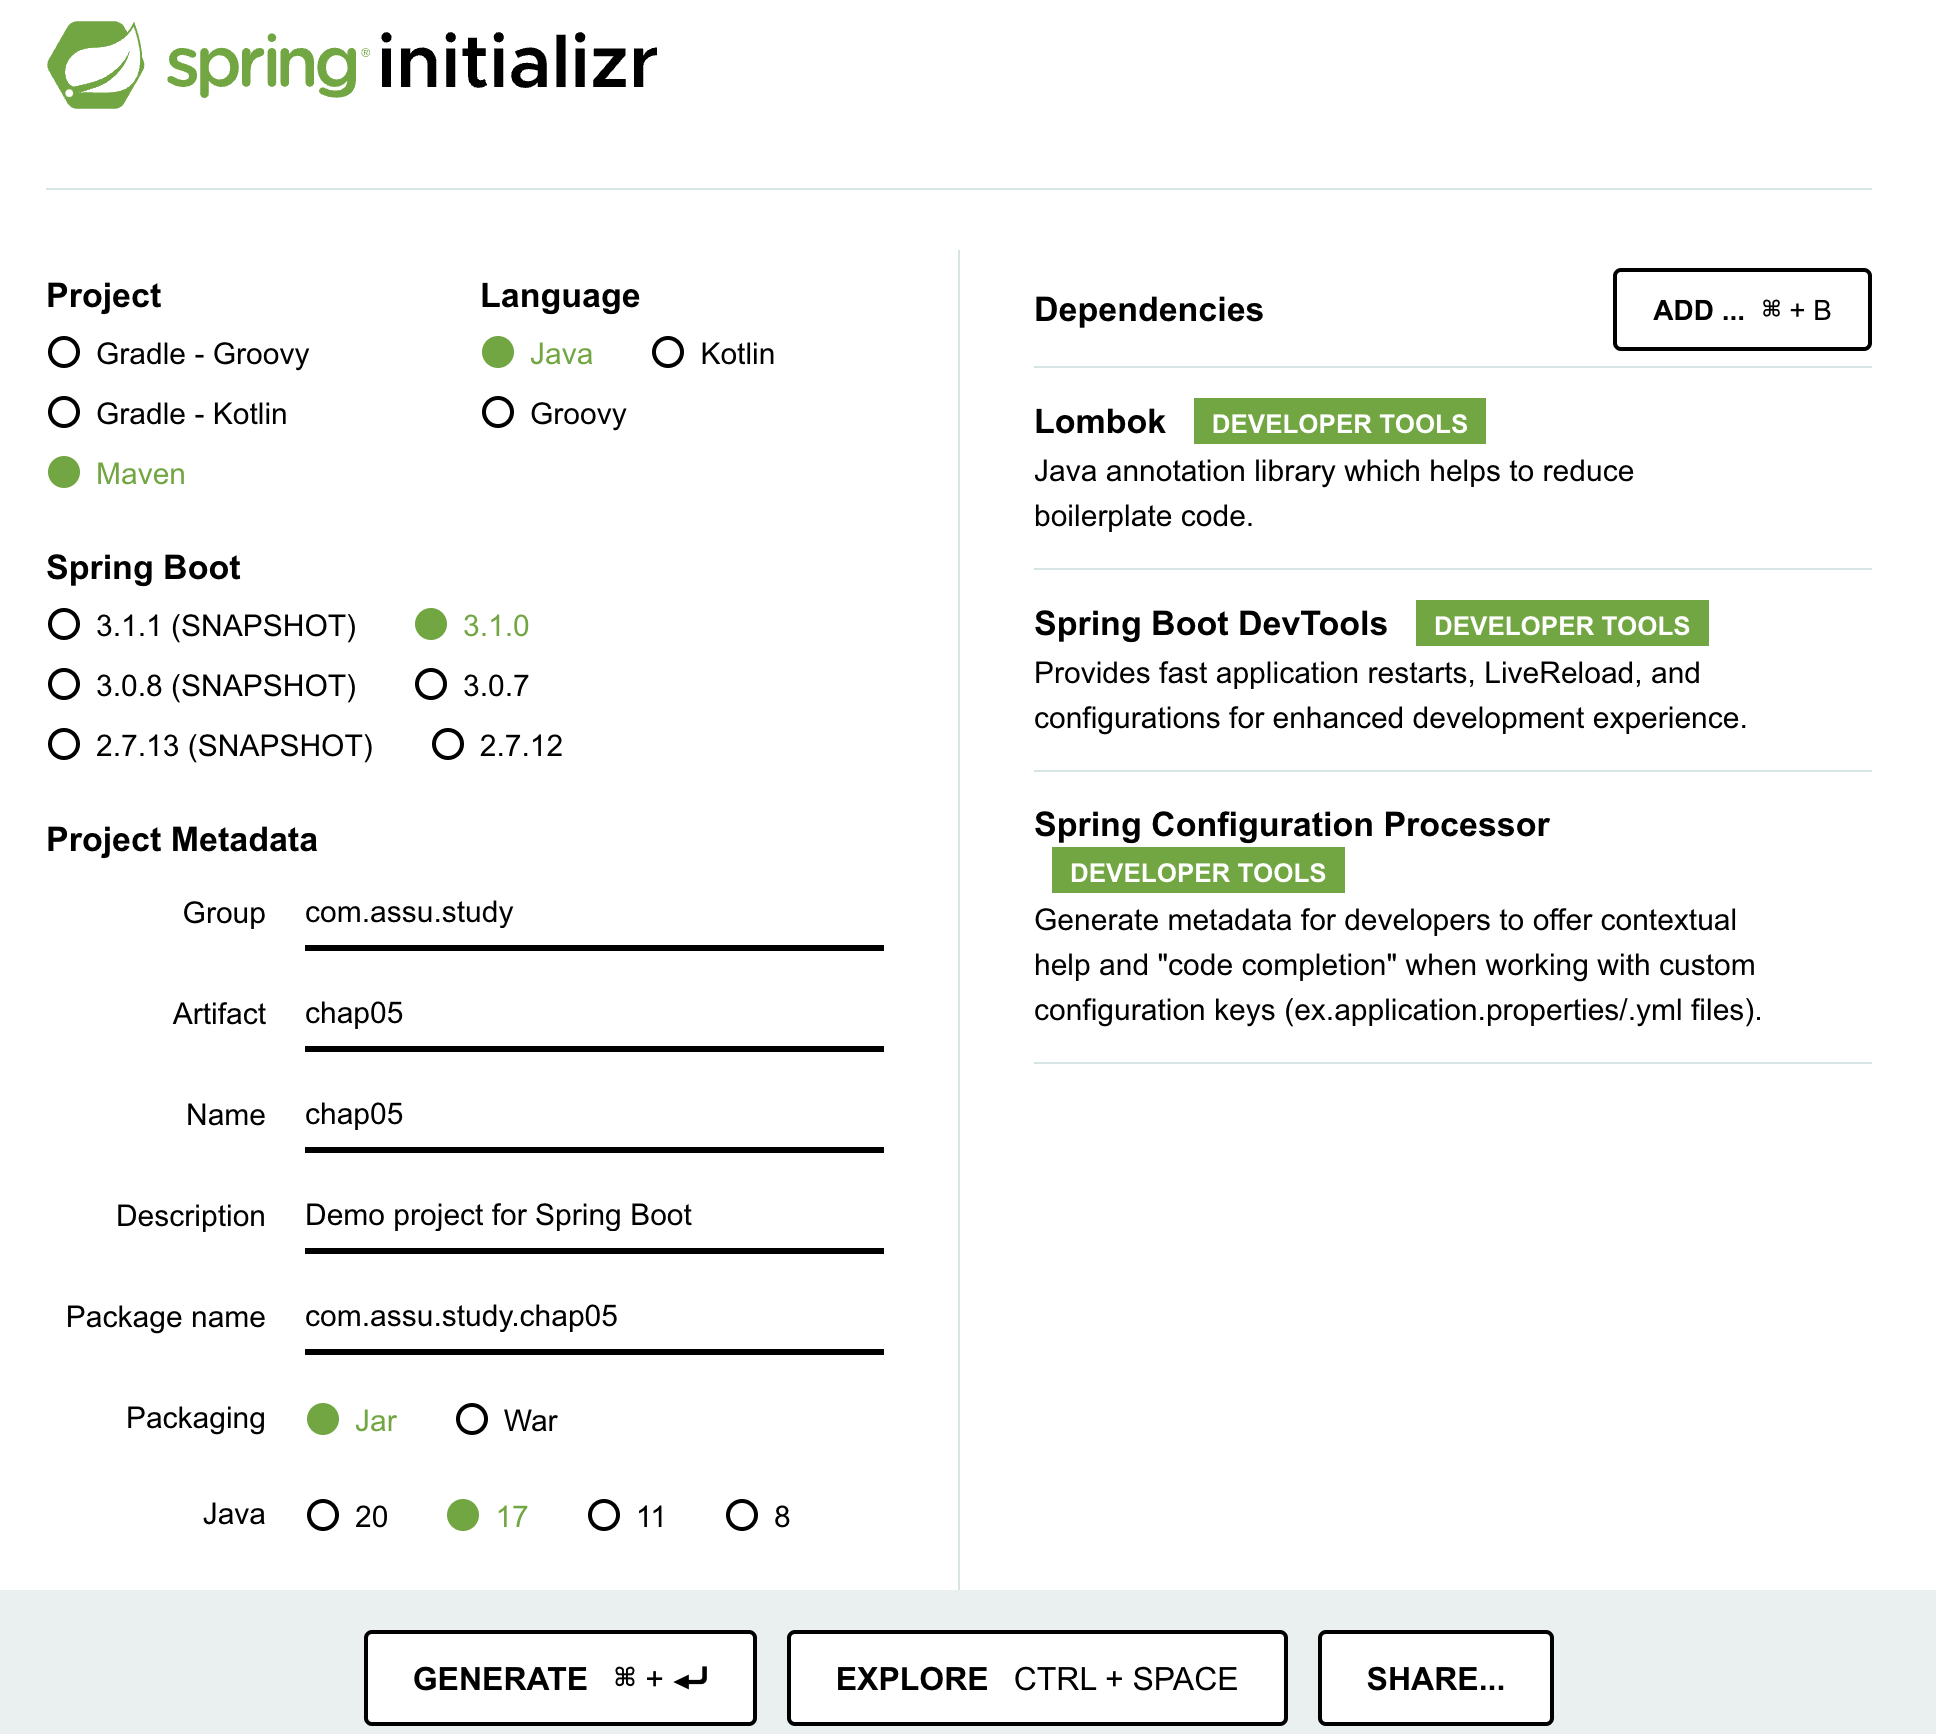 spring® initializr
Project
Gradle - Groovy
Gradle - Kotlin
Maven
Language
Java Kotlin
Groovy
Spring Boot
3.1.1 (SNAPSHOT) 3.1.0
3.0.8 (SNAPSHOT) 3.0.7
2.7.13 (SNAPSHOT) 2.7.12
Project Metadata
Group com.assu.study
Artifact chap05
Name chap05
Description Demo project for Spring Boot
Package name com.assu.study.chap05
Packaging Jar War
Java 20 17 11 8
Dependencies
ADD ... ⌘ + B
Lombok DEVELOPER TOOLS
Java annotation library which helps to reduce
boilerplate code.
Spring Boot DevTools DEVELOPER TOOLS
Provides fast application restarts, LiveReload, and
configurations for enhanced development experience.
Spring Configuration Processor
DEVELOPER TOOLS
Generate metadata for developers to offer contextual
help and "code completion" when working with custom
configuration keys (ex.application.properties/.yml files).
GENERATE ⌘ + ⏎
EXPLORE CTRL + SPACE
SHARE...